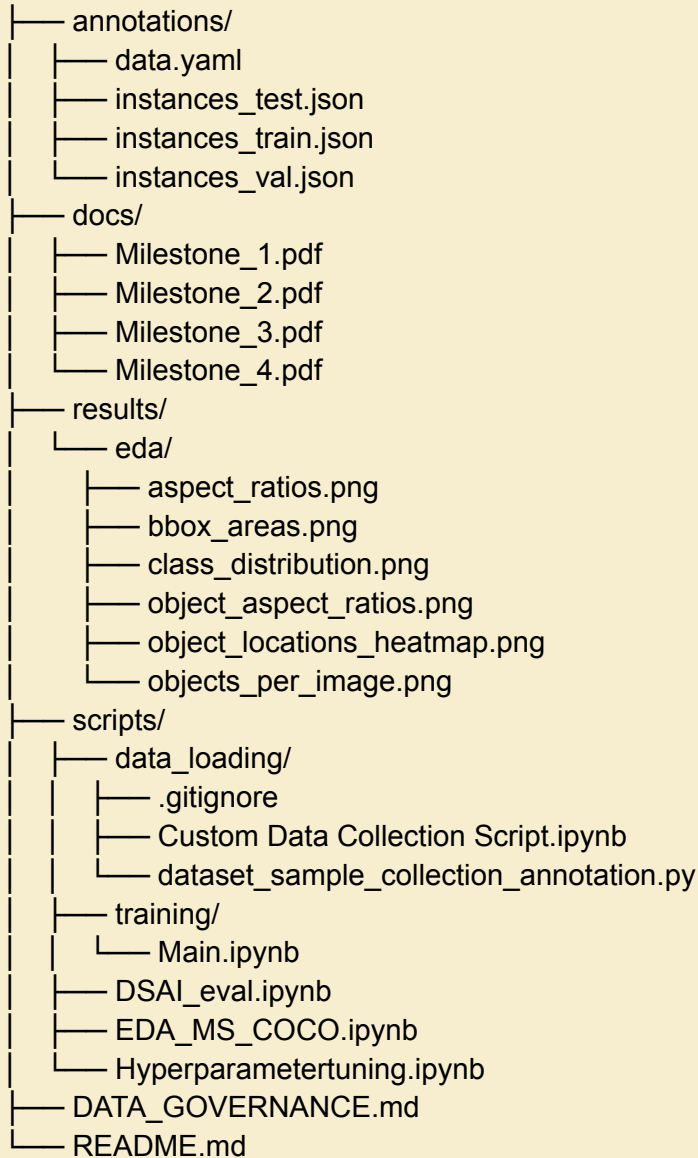 ├── annotations/
│   ├── data.yaml
│   ├── instances_test.json
│   ├── instances_train.json
│   └── instances_val.json
├── docs/
│   ├── Milestone_1.pdf
│   ├── Milestone_2.pdf
│   ├── Milestone_3.pdf
│   └── Milestone_4.pdf
├── results/
│   └── eda/
│       ├── aspect_ratios.png
│       ├── bbox_areas.png
│       ├── class_distribution.png
│       ├── object_aspect_ratios.png
│       ├── object_locations_heatmap.png
│       └── objects_per_image.png
├── scripts/
│   ├── data_loading/
│   │   ├── .gitignore
│   │   ├── Custom Data Collection Script.ipynb
│   │   └── dataset_sample_collection_annotation.py
│   ├── training/
│   │   └── Main.ipynb
│   ├── DSAI_eval.ipynb
│   ├── EDA_MS_COCO.ipynb
│   └── Hyperparametertuning.ipynb
├── DATA_GOVERNANCE.md
└── README.md